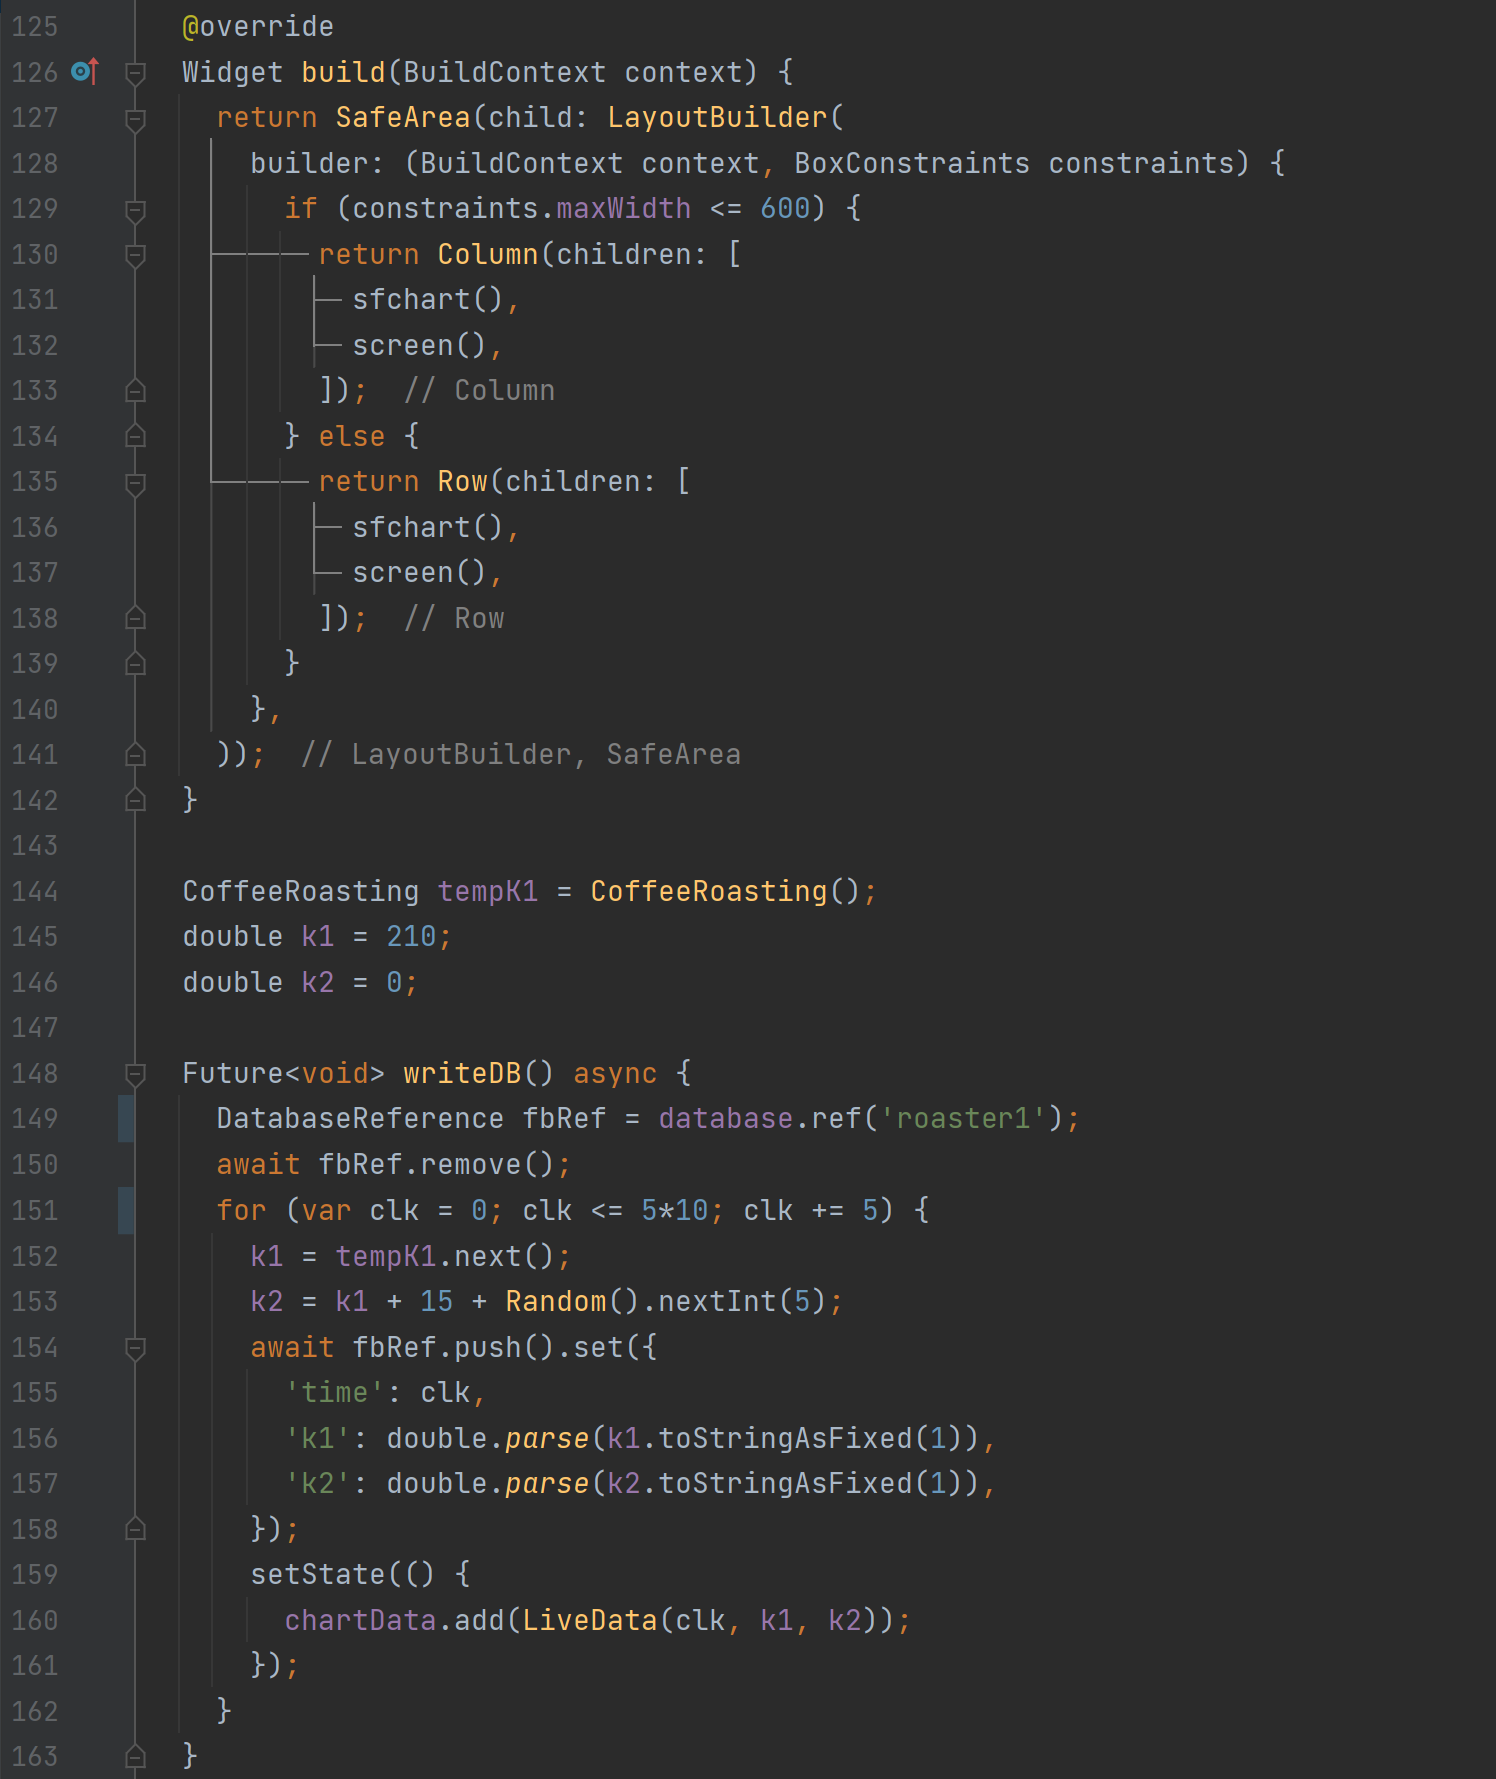 125 @override
126 Widget build(BuildContext context) {
127   return SafeArea(child: LayoutBuilder(
128     builder: (BuildContext context, BoxConstraints constraints) {
129       if (constraints.maxWidth <= 600) {
130         return Column(children: [
131           sfchart(),
132           screen(),
133         ]);  // Column
134       } else {
135         return Row(children: [
136           sfchart(),
137           screen(),
138         ]);  // Row
139       }
140     },
141   ));  // LayoutBuilder, SafeArea
142 }
143
144 CoffeeRoasting tempK1 = CoffeeRoasting();
145 double k1 = 210;
146 double k2 = 0;
147
148 Future<void> writeDB() async {
149   DatabaseReference fbRef = database.ref('roaster1');
150   await fbRef.remove();
151   for (var clk = 0; clk <= 5*10; clk += 5) {
152     k1 = tempK1.next();
153     k2 = k1 + 15 + Random().nextInt(5);
154     await fbRef.push().set({
155       'time': clk,
156       'k1': double.parse(k1.toStringAsFixed(1)),
157       'k2': double.parse(k2.toStringAsFixed(1)),
158     });
159     setState(() {
160       chartData.add(LiveData(clk, k1, k2));
161     });
162   }
163 }